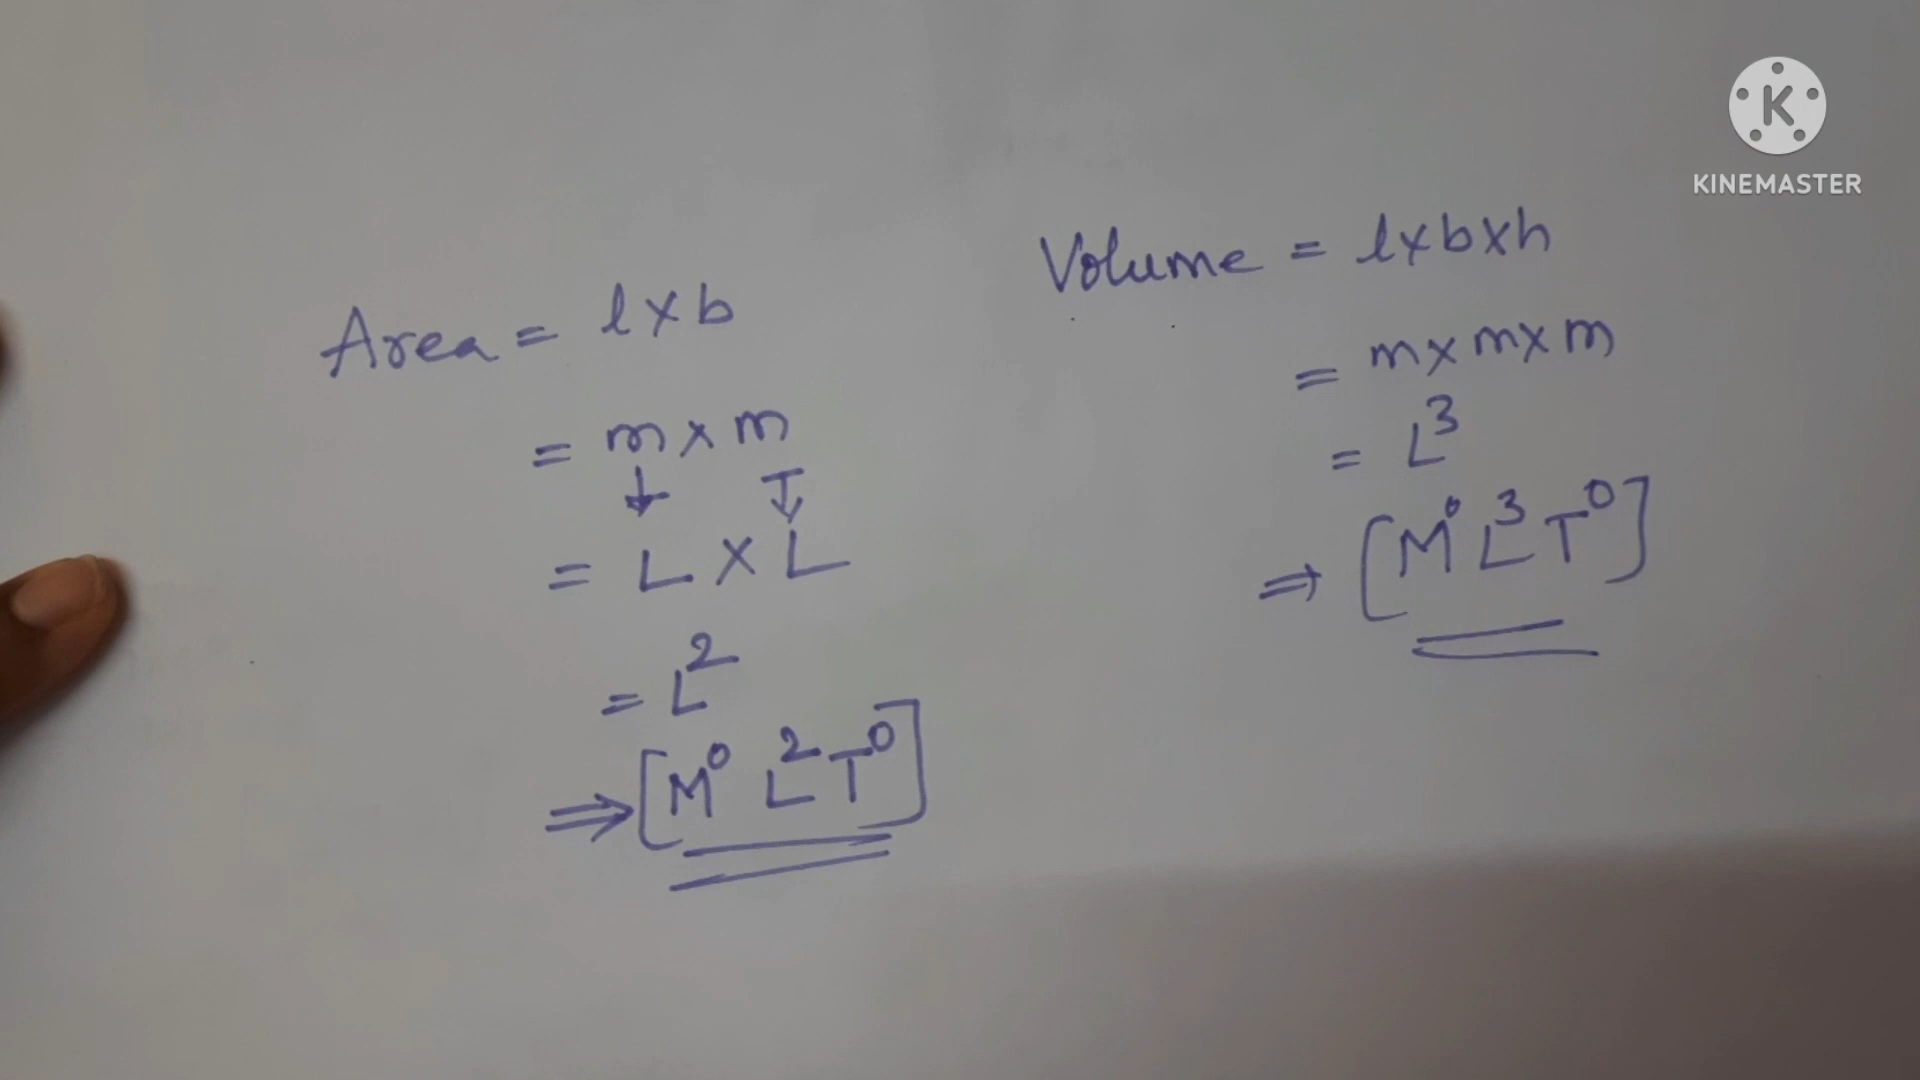 Area = l×b
= m×m
= L×L
= L²
⇒[M⁰ L² T⁰]
Volume = l×b×h
= m×m×m
= L³
⇒ [M⁰ L³ T⁰]
K
KINEMASTER